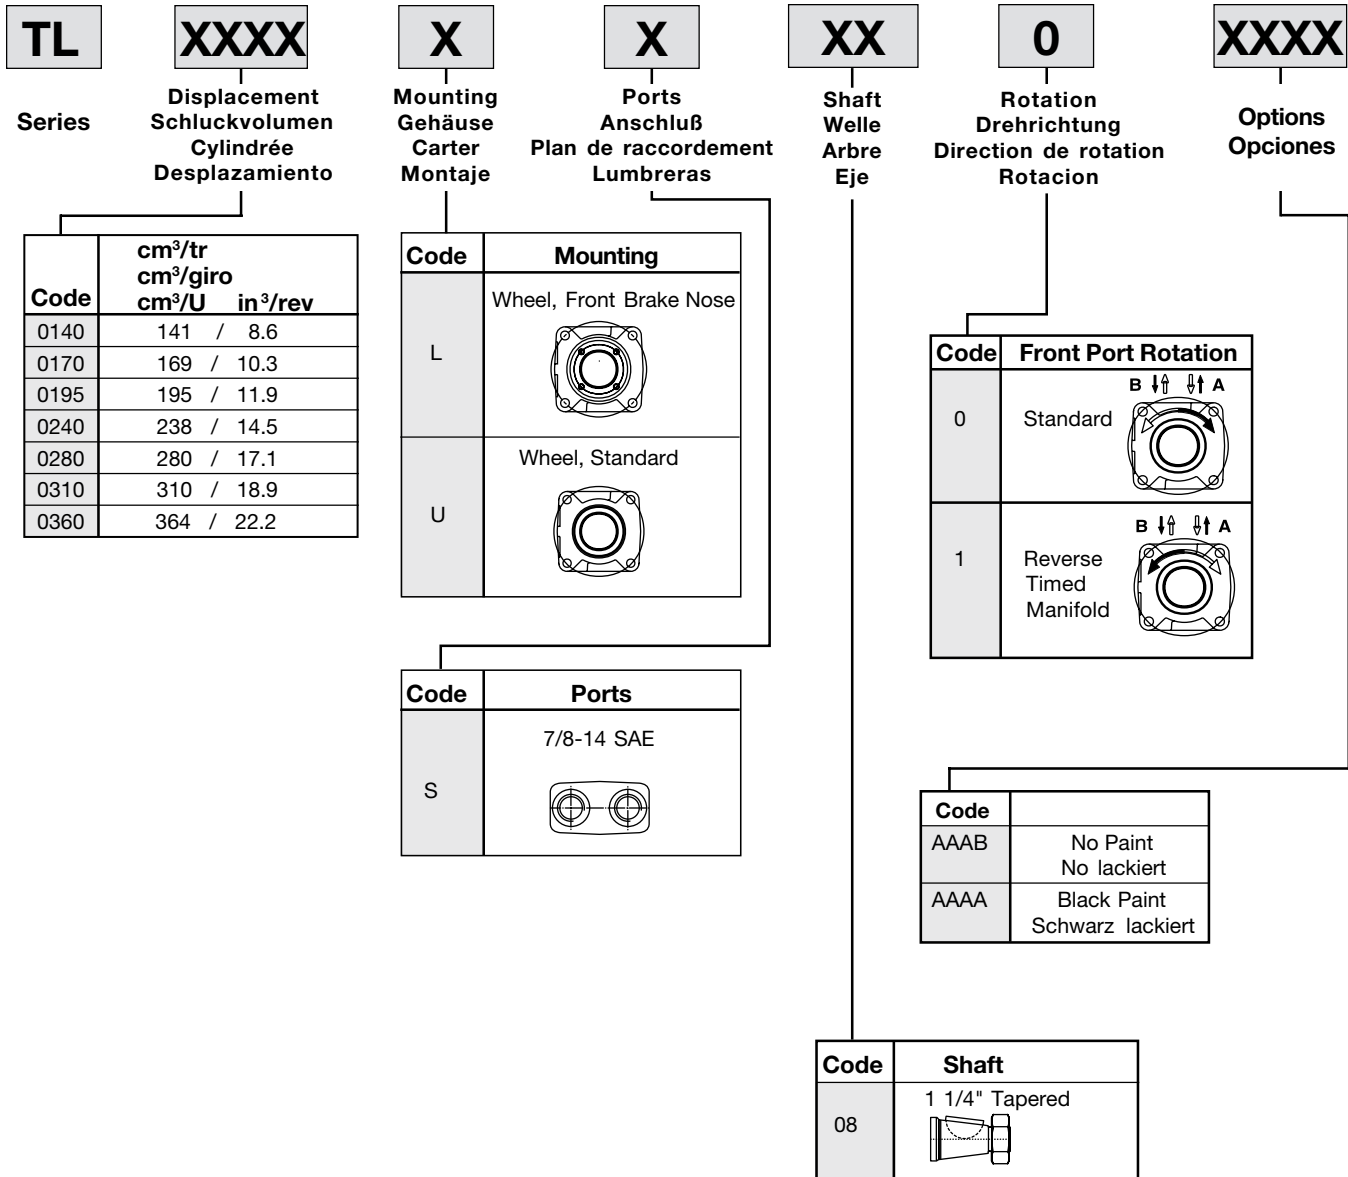 TL XXXX X X XX 0 XXXX
Series
Displacement
Schluckvolumen
Cylindrée
Desplazamiento
Mounting
Gehäuse
Carter
Montaje
Ports
Anschluß
Plan de raccordement
Lumbreras
Shaft
Welle
Arbre
Eje
Rotation
Drehrichtung
Direction de rotation
Rotacion
Options
Opciones
cm³/tr
cm³/giro
Code cm³/U in³/rev
0140 141 / 8.6
0170 169 / 10.3
0195 195 / 11.9
0240 238 / 14.5
0280 280 / 17.1
0310 310 / 18.9
0360 364 / 22.2
Code Mounting
Wheel, Front Brake Nose
L
Wheel, Standard
U
Code Ports
7/8-14 SAE
S
Code Front Port Rotation
B A
0 Standard
B A
1 Reverse
Timed
Manifold
Code
AAAB No Paint
No lackiert
AAAA Black Paint
Schwarz lackiert
Code Shaft
1 1/4" Tapered
08